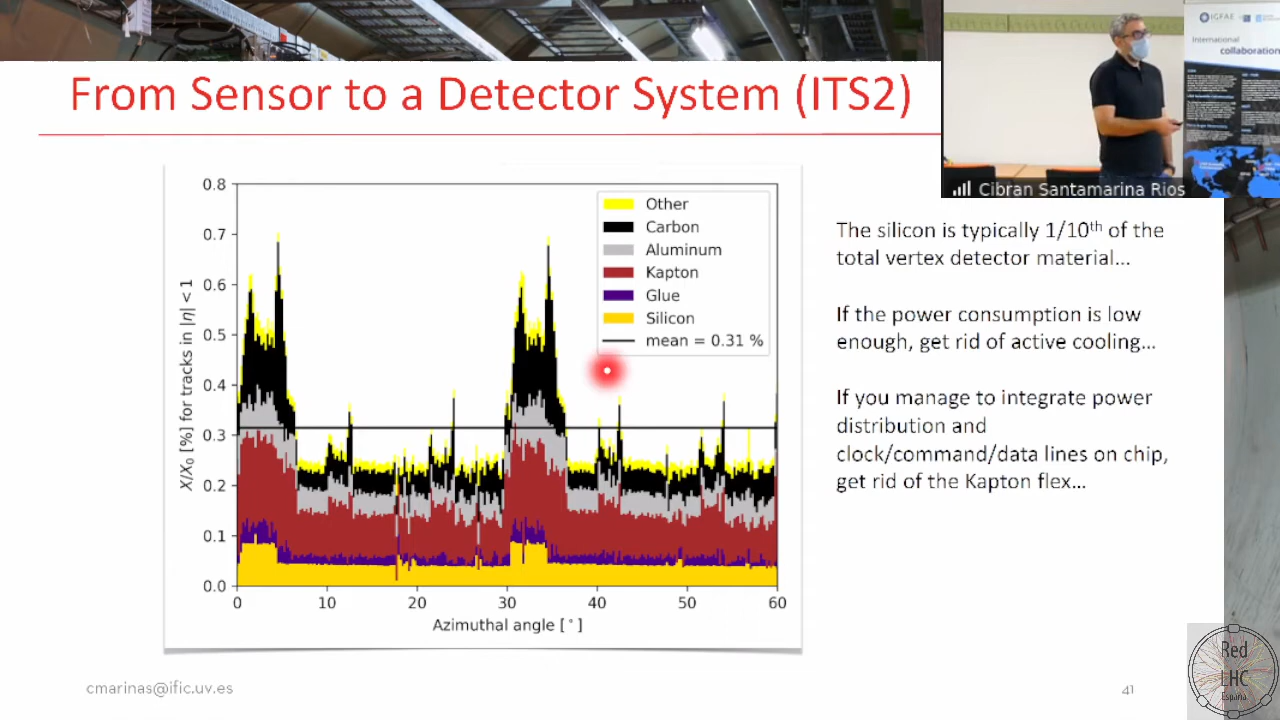 From Sensor to a Detector System (ITS2)
IGFAE
International
collaboration
Cibran Santamarina Rios
0.8
0.7
0.6
0.5
0.4
0.3
0.2
0.1
0.0
X/X₀ [%] for tracks in |η| < 1
Other
Carbon
Aluminum
Kapton
Glue
Silicon
mean = 0.31 %
0 10 20 30 40 50 60
Azimuthal angle [°]
The silicon is typically 1/10th of the
total vertex detector material…
If the power consumption is low
enough, get rid of active cooling…
If you manage to integrate power
distribution and
clock/command/data lines on chip,
get rid of the Kapton flex…
cmarinas@ific.uv.es
41
Red
LHC
España